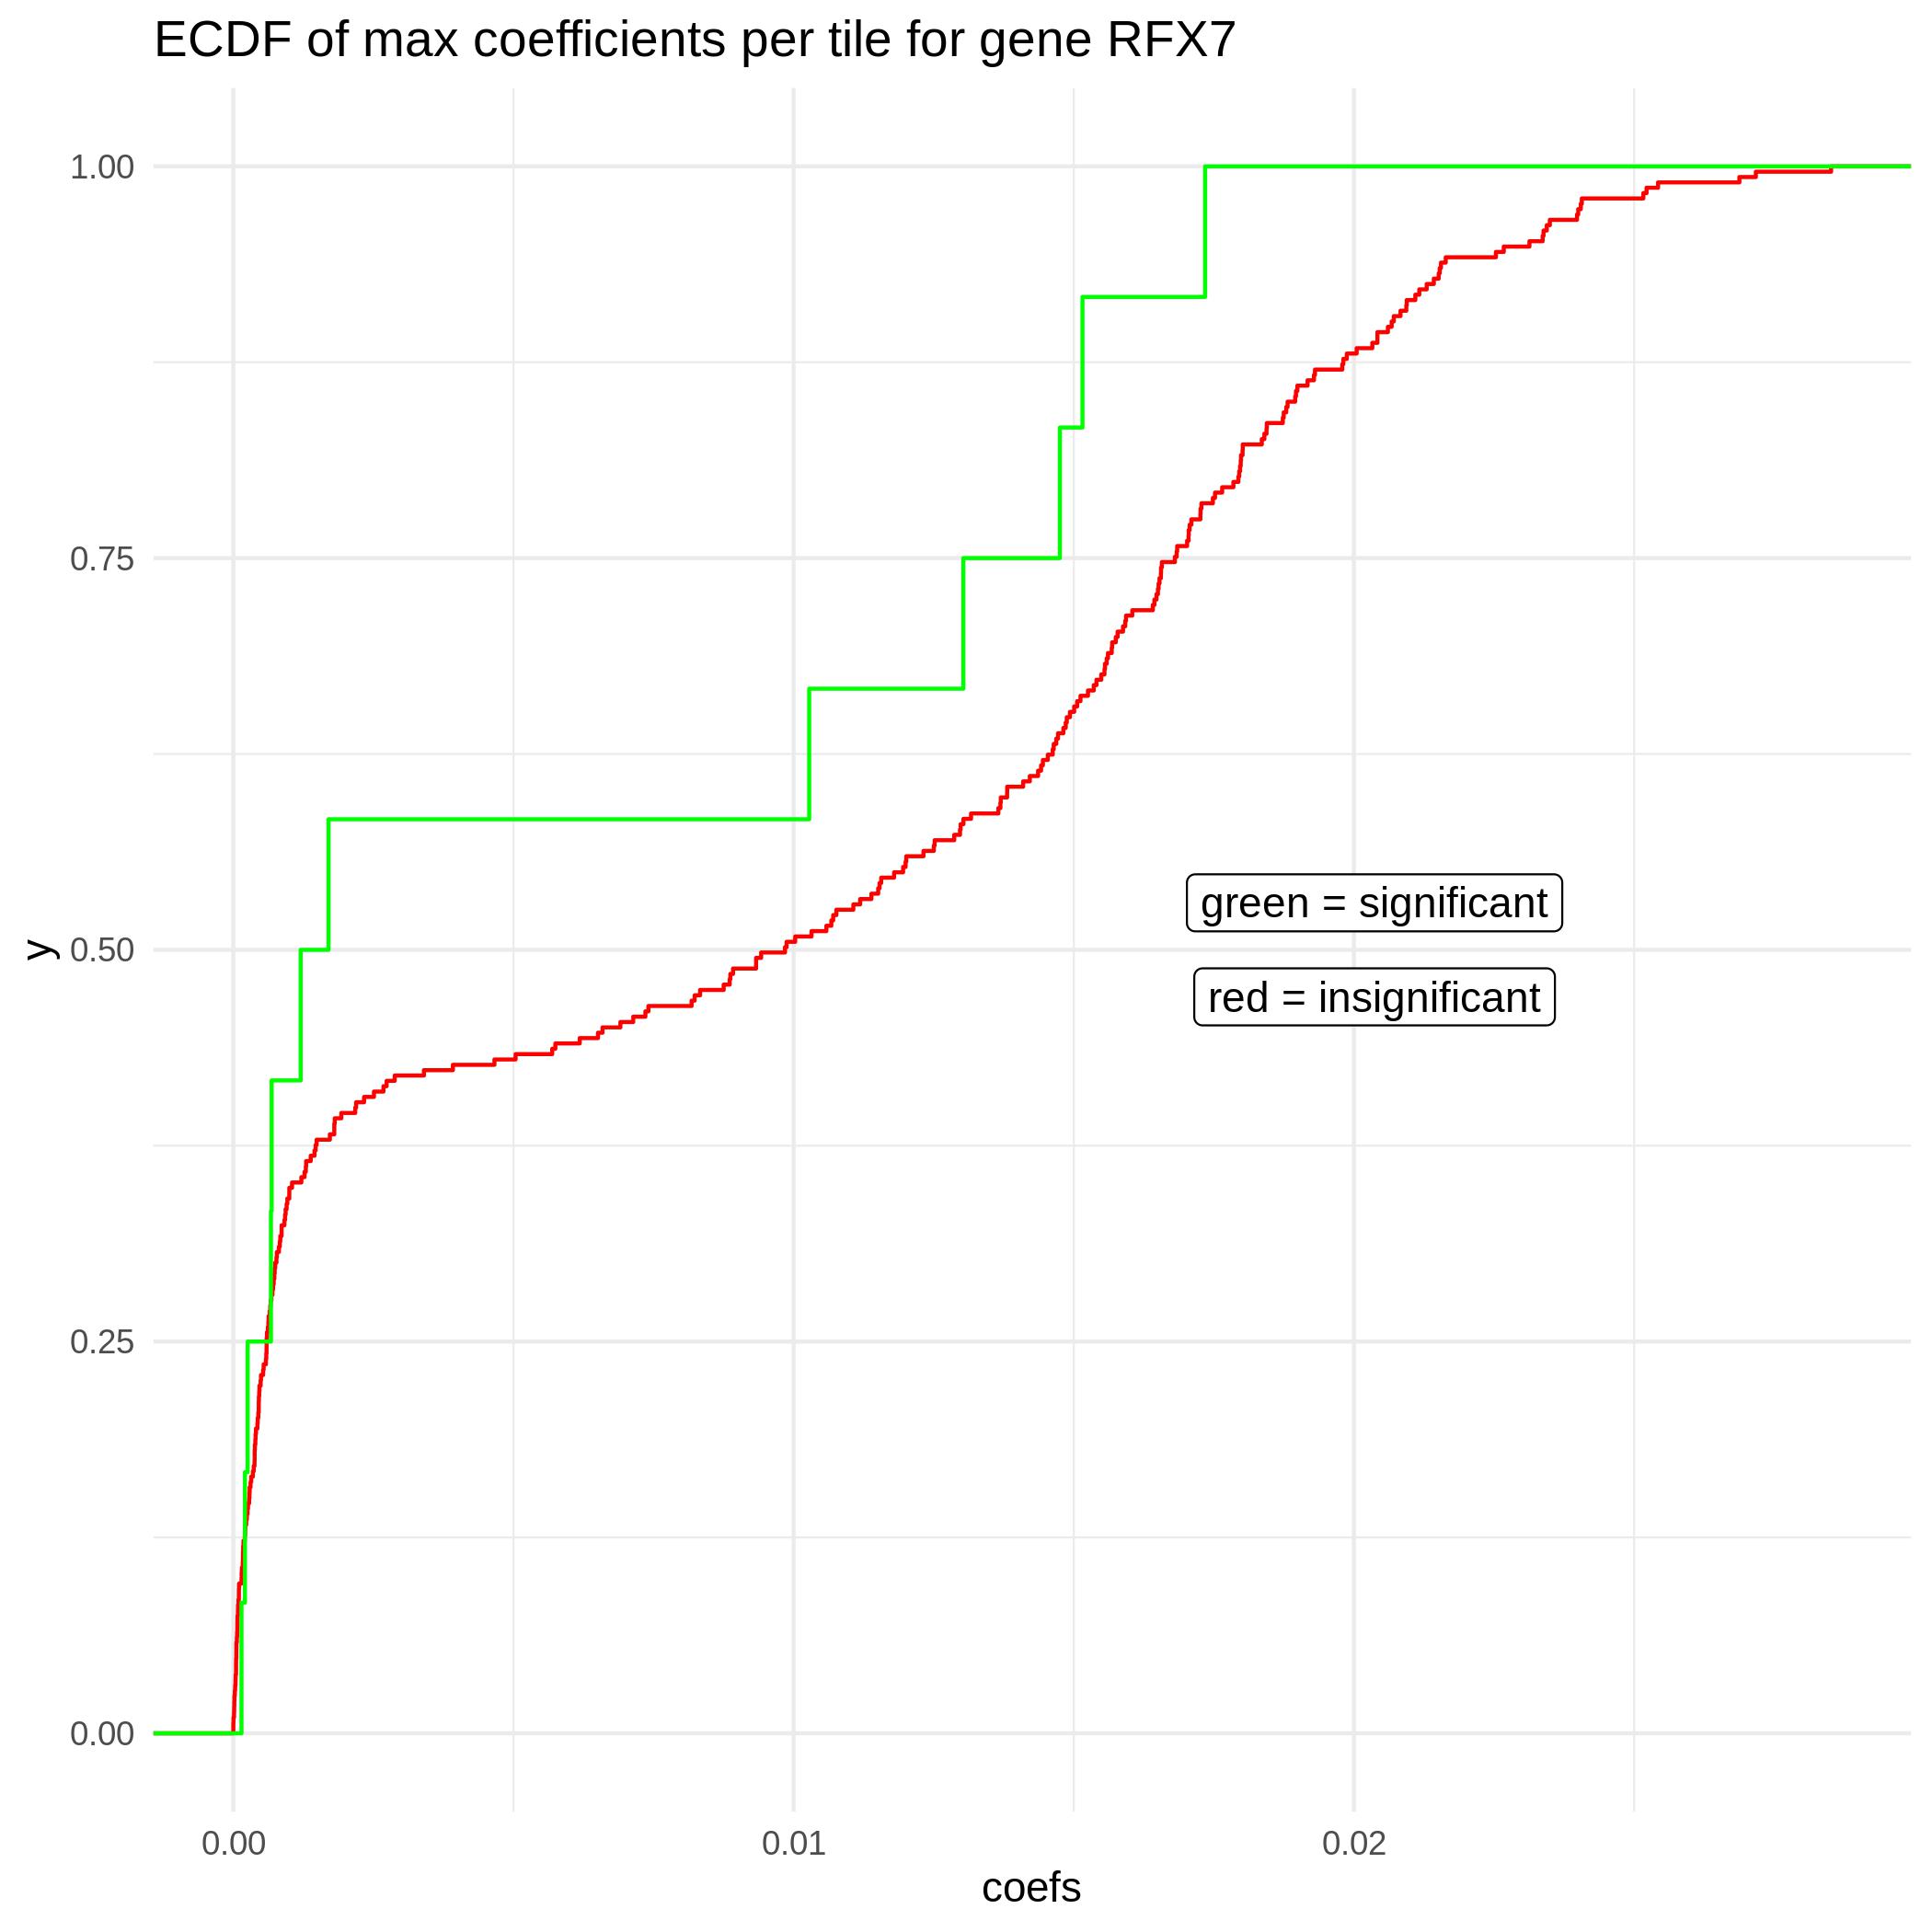 ECDF of max coefficients per tile for gene RFX7
1.00
0.75
0.50
0.25
0.00
y
green = significant
red = insignificant
0.00 0.01 0.02
coefs